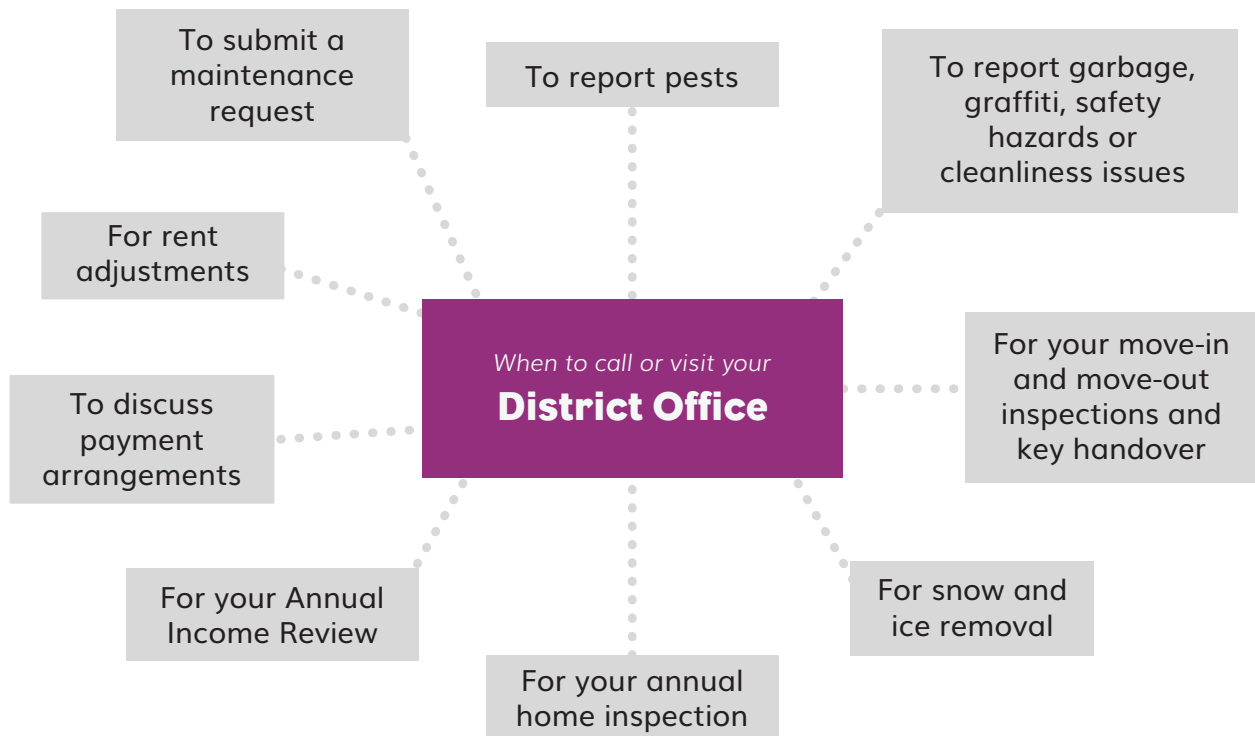 To submit a
maintenance
request
To report pests
To report garbage,
graffiti, safety
hazards or
cleanliness issues
For rent
adjustments
When to call or visit your
District Office
For your move-in
and move-out
inspections and
key handover
To discuss
payment
arrangements
For your Annual
Income Review
For snow and
ice removal
For your annual
home inspection